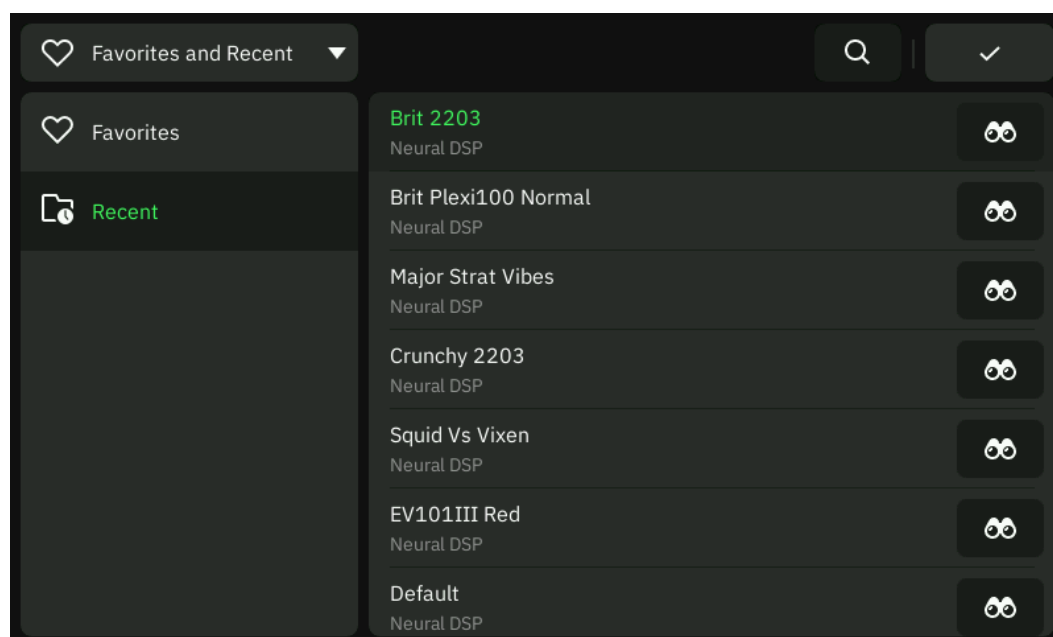 Favorites and Recent
Favorites
Recent
Brit 2203
Neural DSP
Brit Plexi100 Normal
Neural DSP
Major Strat Vibes
Neural DSP
Crunchy 2203
Neural DSP
Squid Vs Vixen
Neural DSP
EV101III Red
Neural DSP
Default
Neural DSP